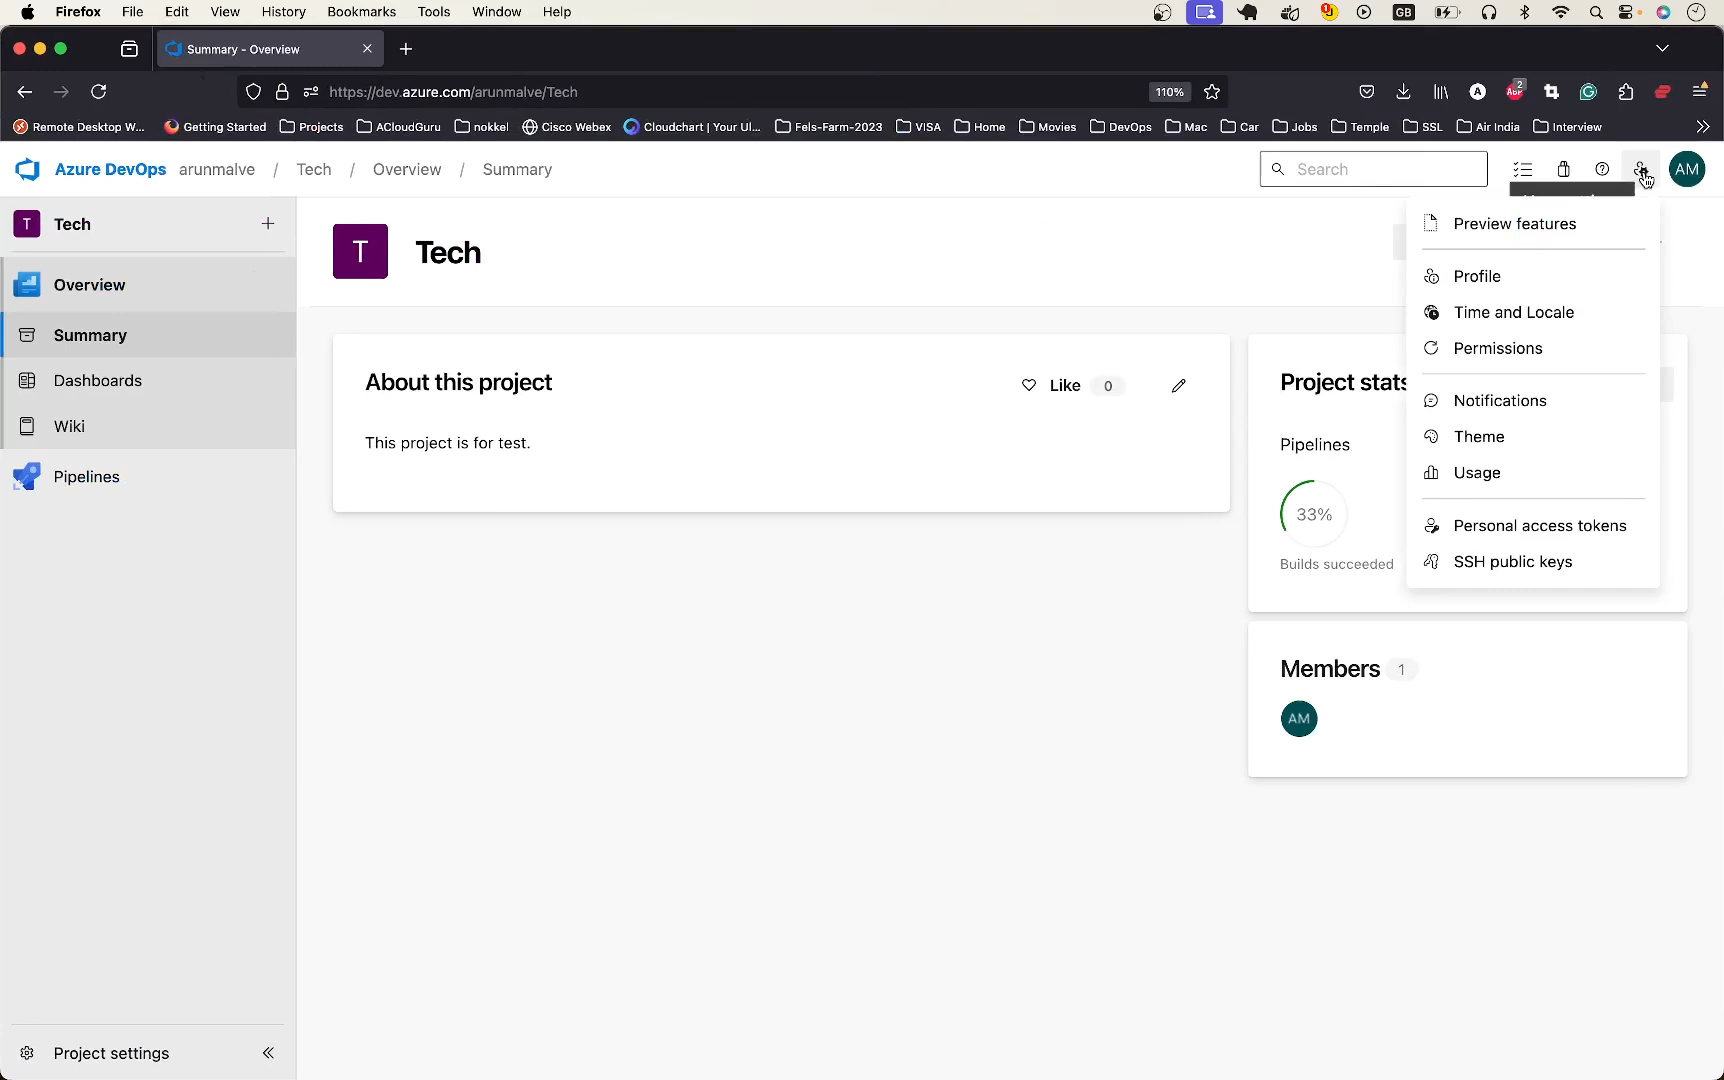 Firefox File Edit View History Bookmarks Tools Window Help GB
Summary - Overview
https://dev.azure.com/arunmalve/Tech 110% ABP 2
Remote Desktop W... Getting Started Projects ACloudGuru nokkel Cisco Webex Cloudchart | Your UI... Fels-Farm-2023 VISA Home Movies DevOps Mac Car Jobs Temple SSL Air India Interview
Azure DevOps arunmalve / Tech / Overview / Summary Search AM
T Tech +
Overview
Summary
Dashboards
Wiki
Pipelines
Project settings
T Tech
About this project Like 0
This project is for test.
Project stats
Pipelines
33%
Builds succeeded
Members 1
AM
Preview features
Profile
Time and Locale
Permissions
Notifications
Theme
Usage
Personal access tokens
SSH public keys